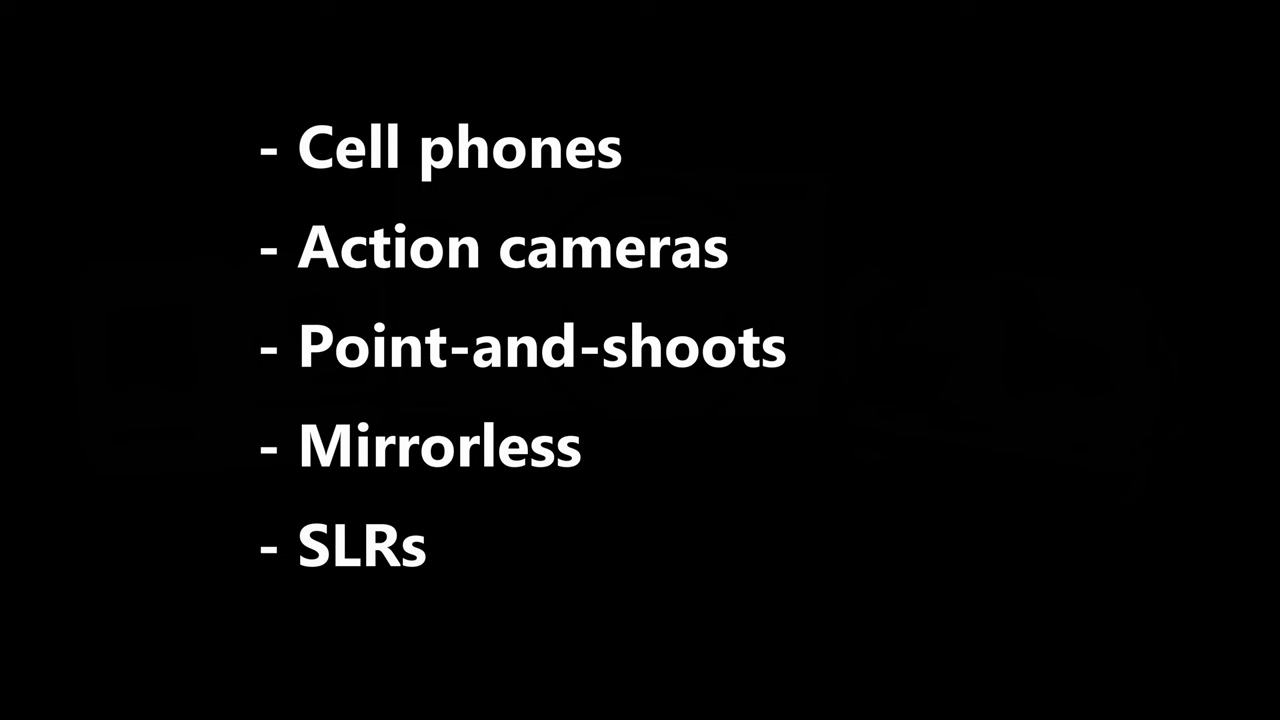 - Cell phones
- Action cameras
- Point-and-shoots
- Mirrorless
- SLRs